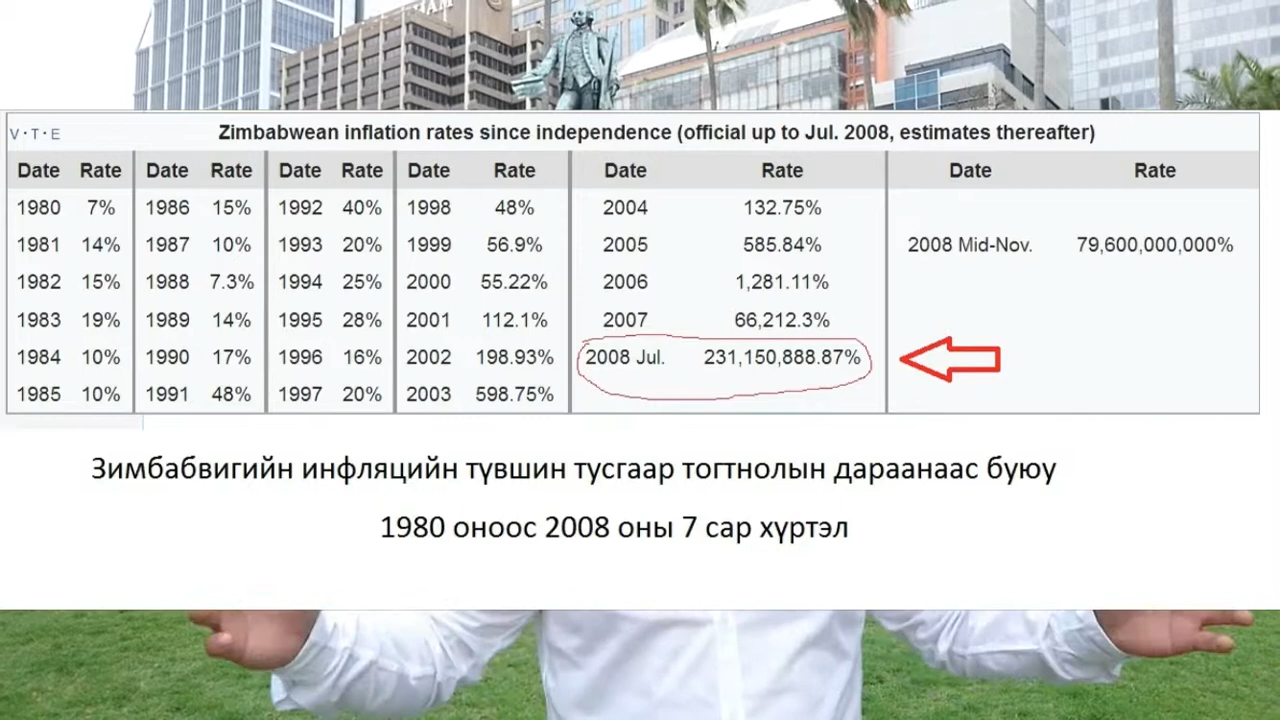 V·T·E Zimbabwean inflation rates since independence (official up to Jul. 2008, estimates thereafter)
Date Rate Date Rate Date Rate Date Rate Date Rate Date Rate
1980 7% 1986 15% 1992 40% 1998 48% 2004 132.75%
1981 14% 1987 10% 1993 20% 1999 56.9% 2005 585.84% 2008 Mid-Nov. 79,600,000,000%
1982 15% 1988 7.3% 1994 25% 2000 55.22% 2006 1,281.11%
1983 19% 1989 14% 1995 28% 2001 112.1% 2007 66,212.3%
1984 10% 1990 17% 1996 16% 2002 198.93% 2008 Jul. 231,150,888.87%
1985 10% 1991 48% 1997 20% 2003 598.75%
Зимбабвигийн инфляцийн түвшин тусгаар тогтнолын дараанаас буюу
1980 оноос 2008 оны 7 сар хүртэл